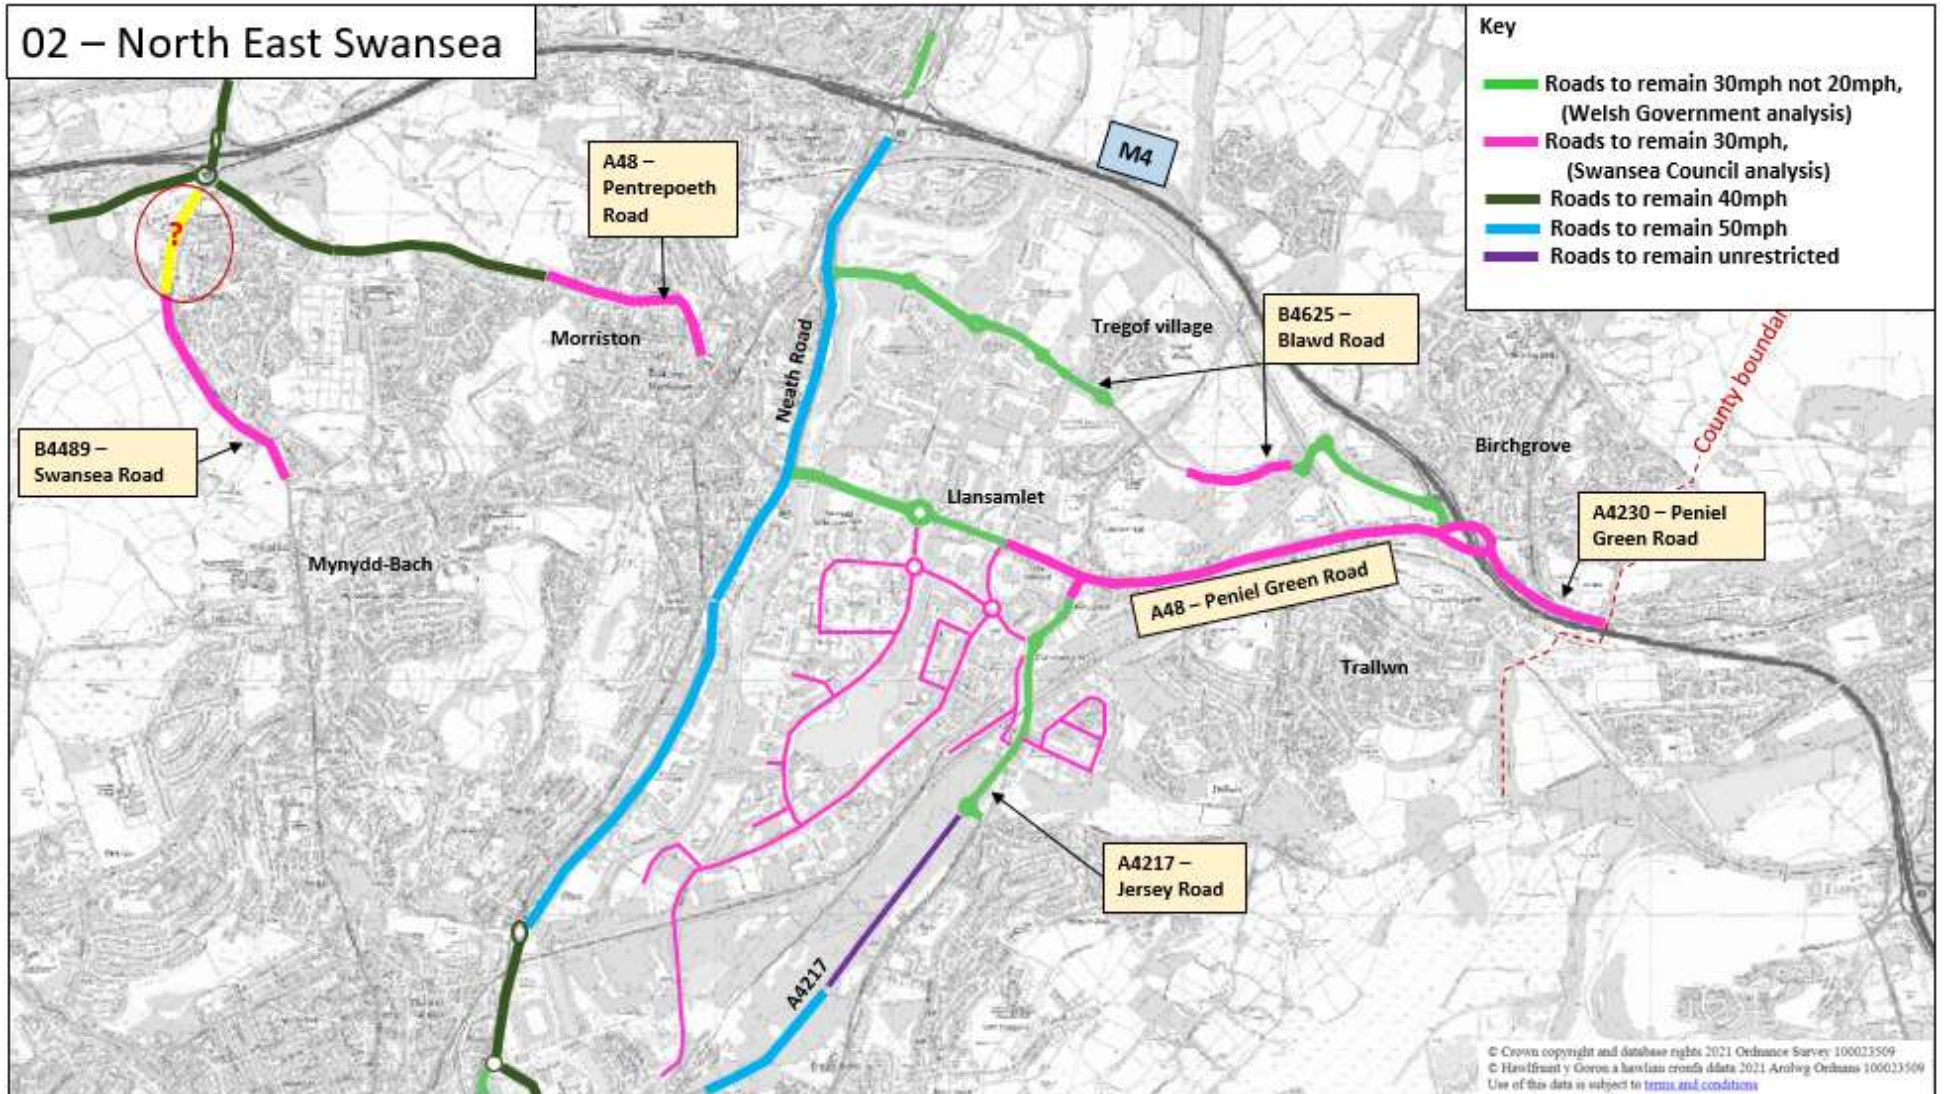 02 – North East Swansea
Key
Roads to remain 30mph not 20mph,
(Welsh Government analysis)
Roads to remain 30mph,
(Swansea Council analysis)
Roads to remain 40mph
Roads to remain 50mph
Roads to remain unrestricted
M4
A48 –
Pentrepoeth
Road
?
Morriston
Neath Road
Tregof village
B4625 –
Blawd Road
County boundar
B4489 –
Swansea Road
Birchgrove
Llansamlet
A4230 – Peniel
Green Road
Mynydd-Bach
A48 – Peniel Green Road
Trallwn
A4217 –
Jersey Road
A4217
© Crown copyright and database rights 2021 Ordnance Survey 100023509
© Hawlfraint y Goron a hawliau cronfa ddata 2021 Arolwg Ordnans 100023509
Use of this data is subject to terms and conditions